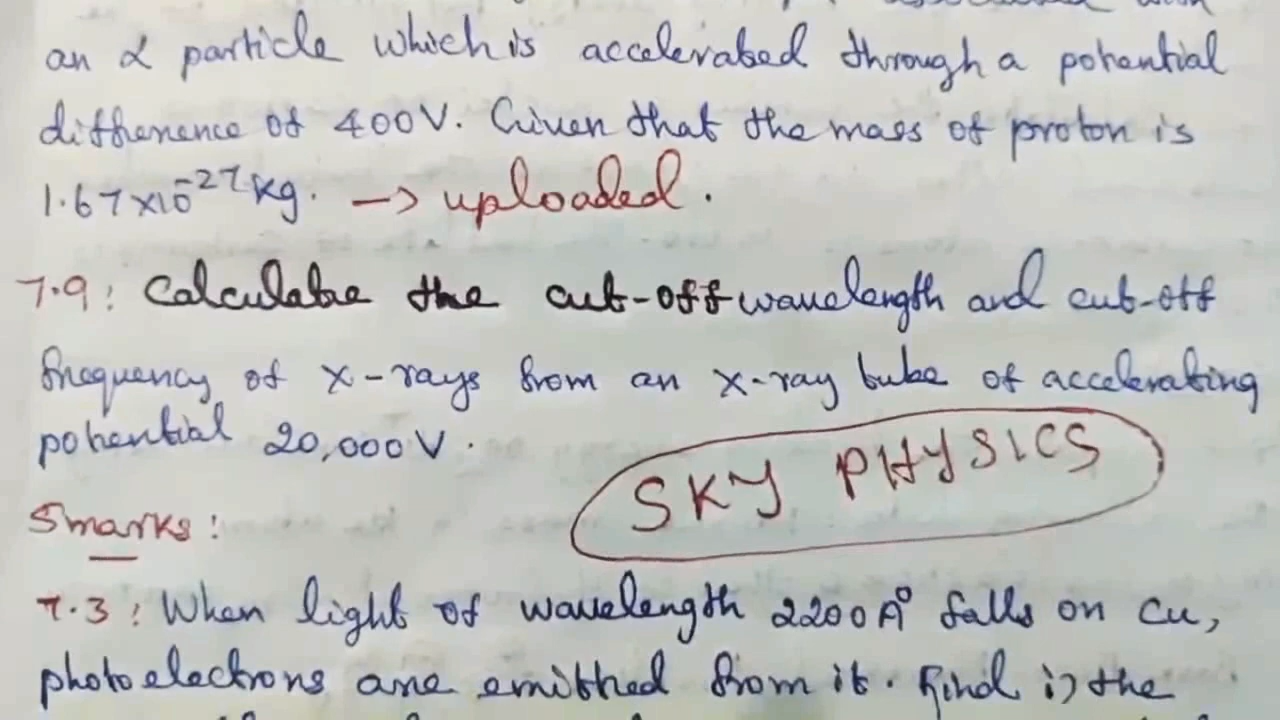 an α particle which is accelerated through a potential
difference of 400V. Given that the mass of proton is
1.67×10⁻²⁷kg. → uploaded.
7.9: Calculate the cut-off wavelength and cut-off
frequency of x-rays from an x-ray tube of accelerating
potential 20,000V.
SKY PHYSICS
5marks:
7.3: When light of wavelength 2200A° falls on Cu,
photoelectrons are emitted from it. Find i) the